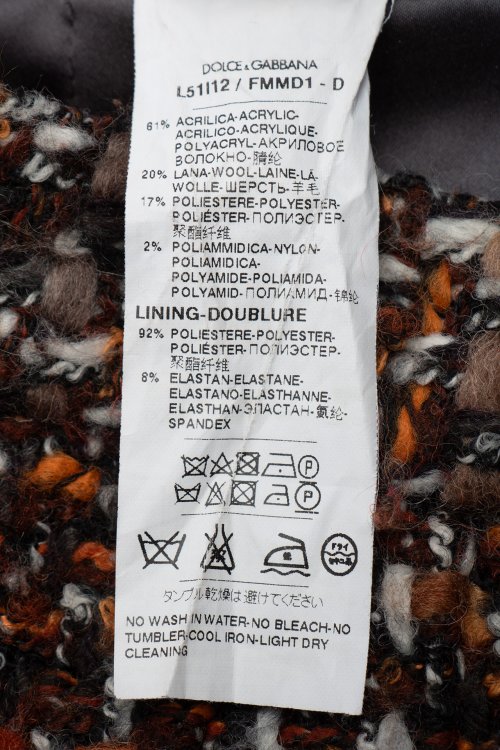 DOLCE & GABBANA
L51I12 / FMMD1 - D
61% ACRILICA-ACRYLIC-
ACRILICO-ACRYLIQUE-
POLYACRYL-АКРИЛОВОЕ
ВОЛОКНО-腈纶
20% LANA-WOOL-LAINE-LÃ-
WOLLE-ШЕРСТЬ-羊毛
17% POLIESTERE-POLYESTER-
POLIÉSTER-ПОЛИЭСТЕР-
聚酯纤维
2% POLIAMMIDICA-NYLON-
POLIAMIDICA-
POLYAMIDE-POLIAMIDA-
POLYAMID-ПОЛИАМИД-锦纶
LINING-DOUBLURE
92% POLIESTERE-POLYESTER-
POLIÉSTER-ПОЛИЭСТЕР-
聚酯纤维
8% ELASTAN-ELASTANE-
ELASTANO-ELASTHANNE-
ELASTHAN-ЭЛАСТАН-氨纶-
SPANDEX
P
P
ドライ
タンブル乾燥は避けてください
NO WASH IN WATER-NO BLEACH-NO
TUMBLER-COOL IRON-LIGHT DRY
CLEANING